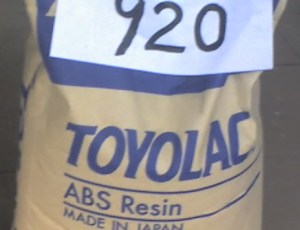 920
TOYOLAC
ABS Resin
MADE IN JAPAN